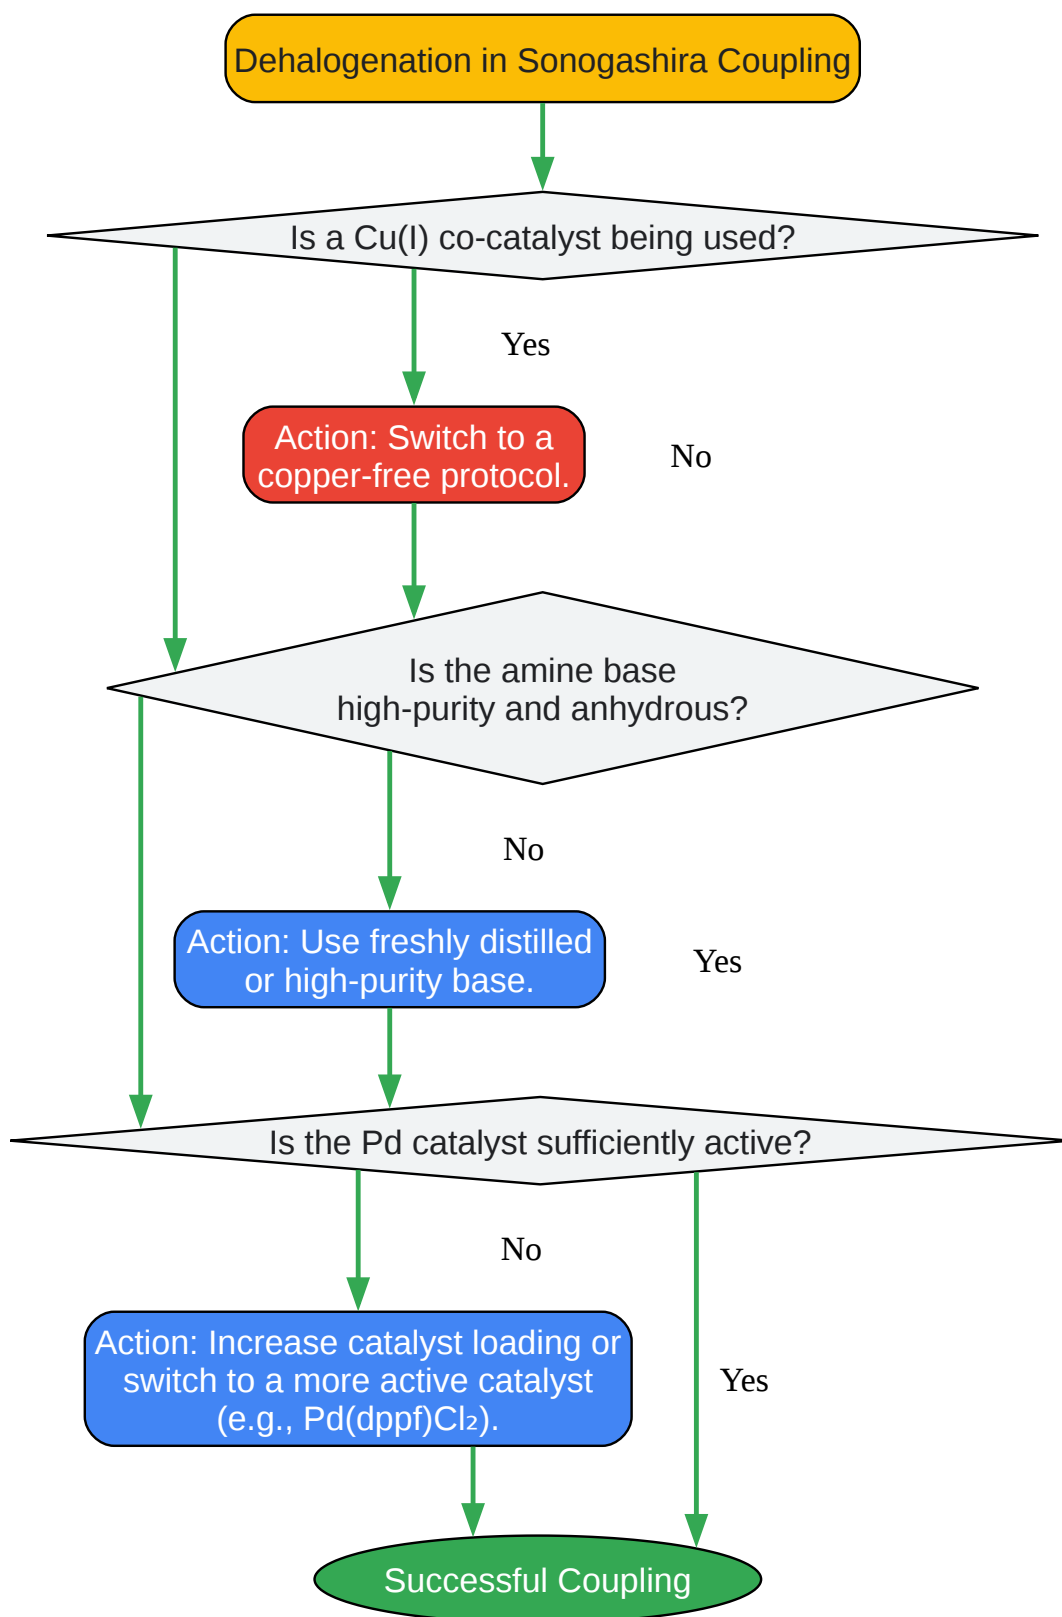 Dehalogenation in Sonogashira Coupling
Is a Cu(I) co-catalyst being used?
Yes
Action: Switch to a
copper-free protocol.
No
Is the amine base
high-purity and anhydrous?
No
Action: Use freshly distilled
or high-purity base.
Yes
Is the Pd catalyst sufficiently active?
No
Action: Increase catalyst loading or
switch to a more active catalyst
(e.g., Pd(dppf)Cl₂).
Yes
Successful Coupling